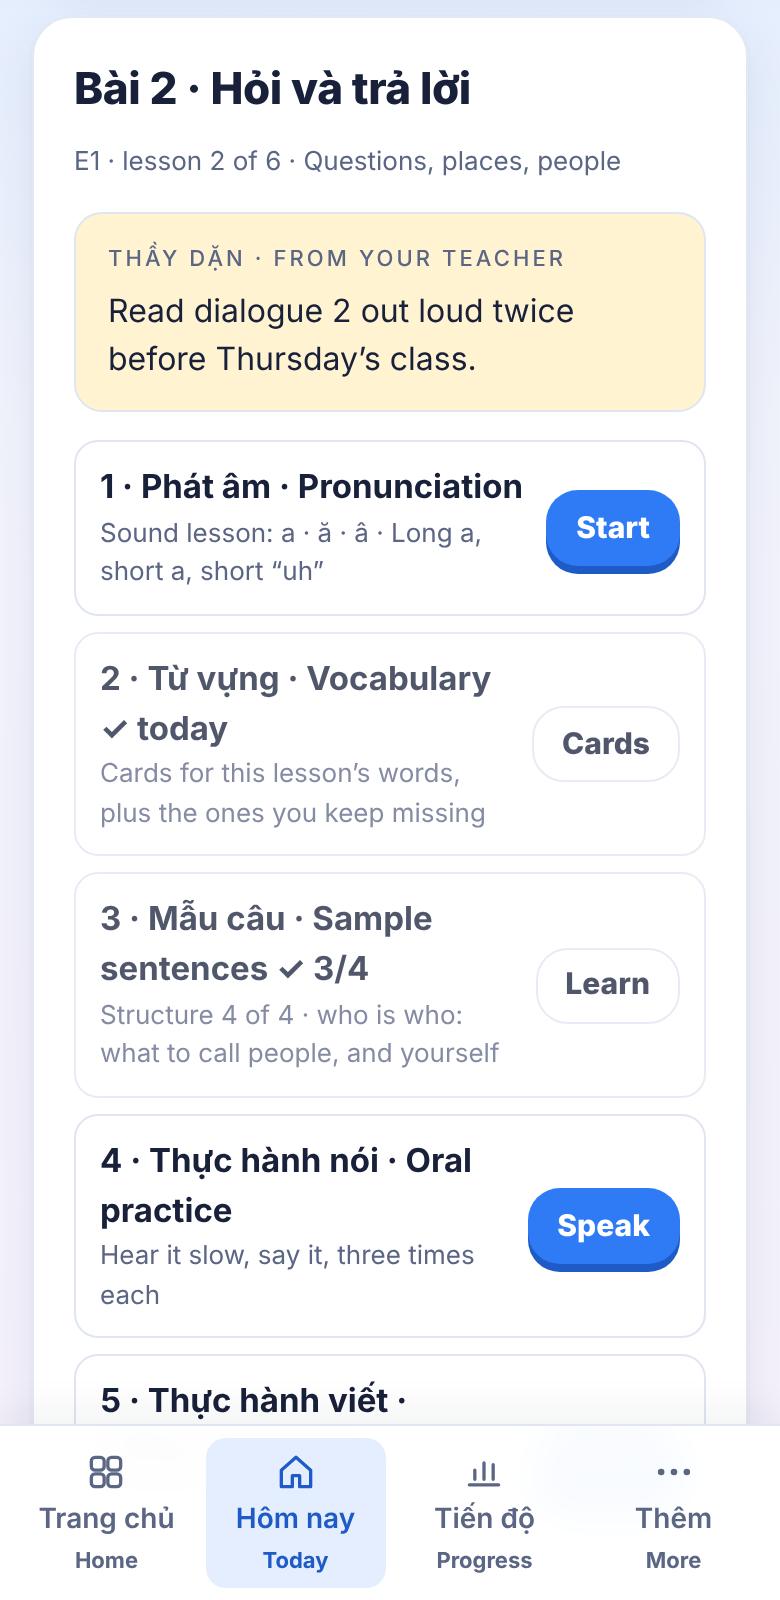 Bài 2 · Hỏi và trả lời
E1 · lesson 2 of 6 · Questions, places, people
THẦY DẶN · FROM YOUR TEACHER
Read dialogue 2 out loud twice
before Thursday’s class.
1 · Phát âm · Pronunciation
Sound lesson: a · ă · â · Long a,
short a, short “uh”
Start
2 · Từ vựng · Vocabulary
✓ today
Cards for this lesson’s words,
plus the ones you keep missing
Cards
3 · Mẫu câu · Sample
sentences ✓ 3/4
Structure 4 of 4 · who is who:
what to call people, and yourself
Learn
4 · Thực hành nói · Oral
practice
Hear it slow, say it, three times
each
Speak
5 · Thực hành viết ·
Trang chủ
Home
Hôm nay
Today
Tiến độ
Progress
Thêm
More